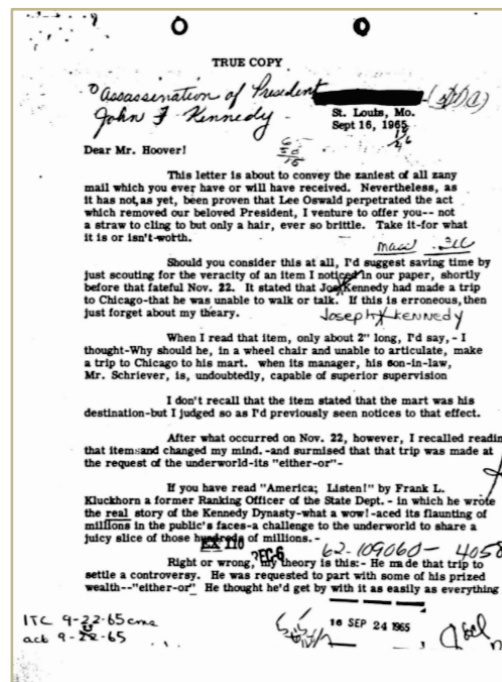 TRUE COPY
Assassination of President
John F Kennedy
St. Louis, Mo.
Sept 16, 1965
Dear Mr. Hoover!
This letter is about to convey the zaniest of all zany
mail which you ever have or will have received. Nevertheless, as
it has not, as yet, been proven that Lee Oswald perpetrated the act
which removed our beloved President, I venture to offer you-- not
a straw to cling to but only a hair, ever so brittle. Take it-for what
it is or isn't-worth.
Should you consider this at all, I'd suggest saving time by
just scouting for the veracity of an item I noticed in our paper, shortly
before that fateful Nov. 22. It stated that Joe Kennedy had made a trip
to Chicago-that he was unable to walk or talk. If this is erroneous, then
just forget about my theary.
JOSEPH KENNEDY
When I read that item, only about 2" long, I'd say, - I
thought-Why should he, in a wheel chair and unable to articulate, make
a trip to Chicago to his mart. when its manager, his son-in-law,
Mr. Schriever, is, undoubtedly, capable of superior supervision
I don't recall that the item stated that the mart was his
destination-but I judged so as I'd previously seen notices to that effect.
After what occurred on Nov. 22, however, I recalled readin
that item and changed my mind. -and surmised that that trip was made at
the request of the underworld-its "either-or"-
If you have read "America; Listen!" by Frank L.
Kluckhorn a former Ranking Officer of the State Dept. - in which he wrote
the real story of the Kennedy Dynasty-what a wow! -aced its flaunting of
millions in the public's faces-a challenge to the underworld to share a
juicy slice of those hundreds of millions. -
EX 110
DEC-6 62-109060- 4058
Right or wrong, my theory is this:- He made that trip to
settle a controversy. He was requested to part with some of his prized
wealth--"either-or" He thought he'd get by with it as easily as everything
ITC 9-22-65
ack 9-22-65
16 SEP 24 1965